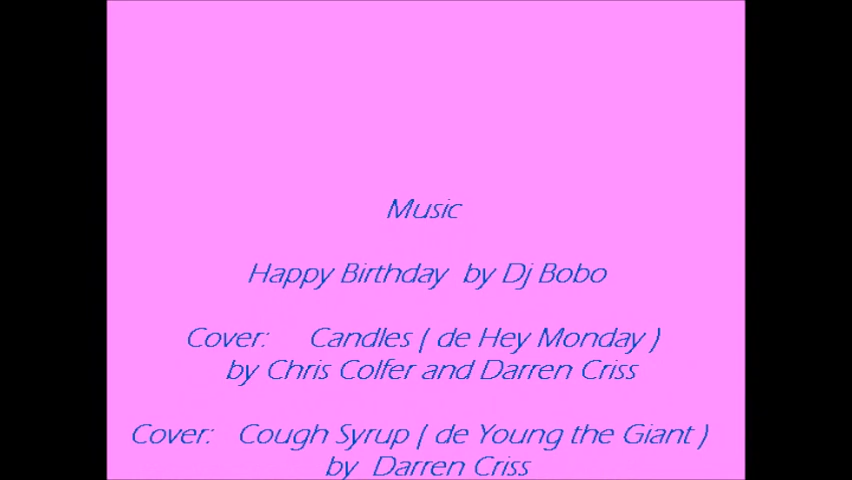 Music
Happy Birthday by Dj Bobo
Cover: Candles ( de Hey Monday )
by Chris Colfer and Darren Criss
Cover: Cough Syrup ( de Young the Giant )
by Darren Criss